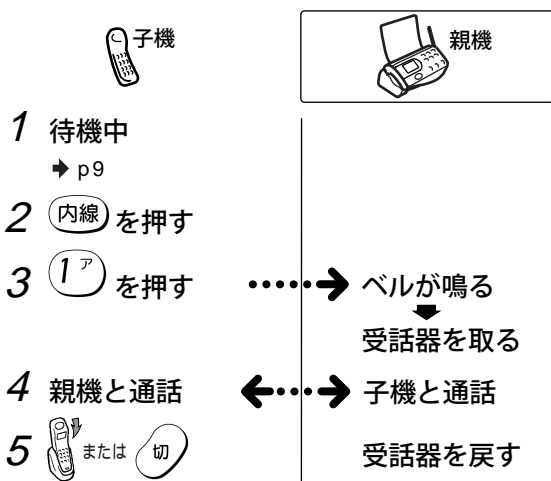 子機
親機
1 待機中
➡ p9
2 内線 を押す
3 1ア を押す
ベルが鳴る
受話器を取る
4 親機と通話
子機と通話
5 または 切
受話器を戻す